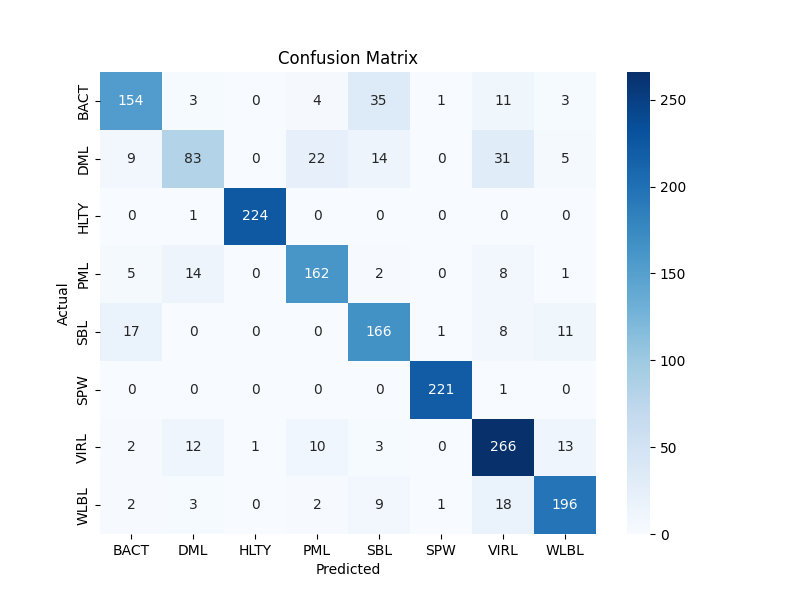 Confusion Matrix
Actual
BACT 154 3 0 4 35 1 11 3
DML 9 83 0 22 14 0 31 5
HLTY 0 1 224 0 0 0 0 0
PML 5 14 0 162 2 0 8 1
SBL 17 0 0 0 166 1 8 11
SPW 0 0 0 0 0 221 1 0
VIRL 2 12 1 10 3 0 266 13
WLBL 2 3 0 2 9 1 18 196
BACT DML HLTY PML SBL SPW VIRL WLBL
Predicted
250
200
150
100
50
0